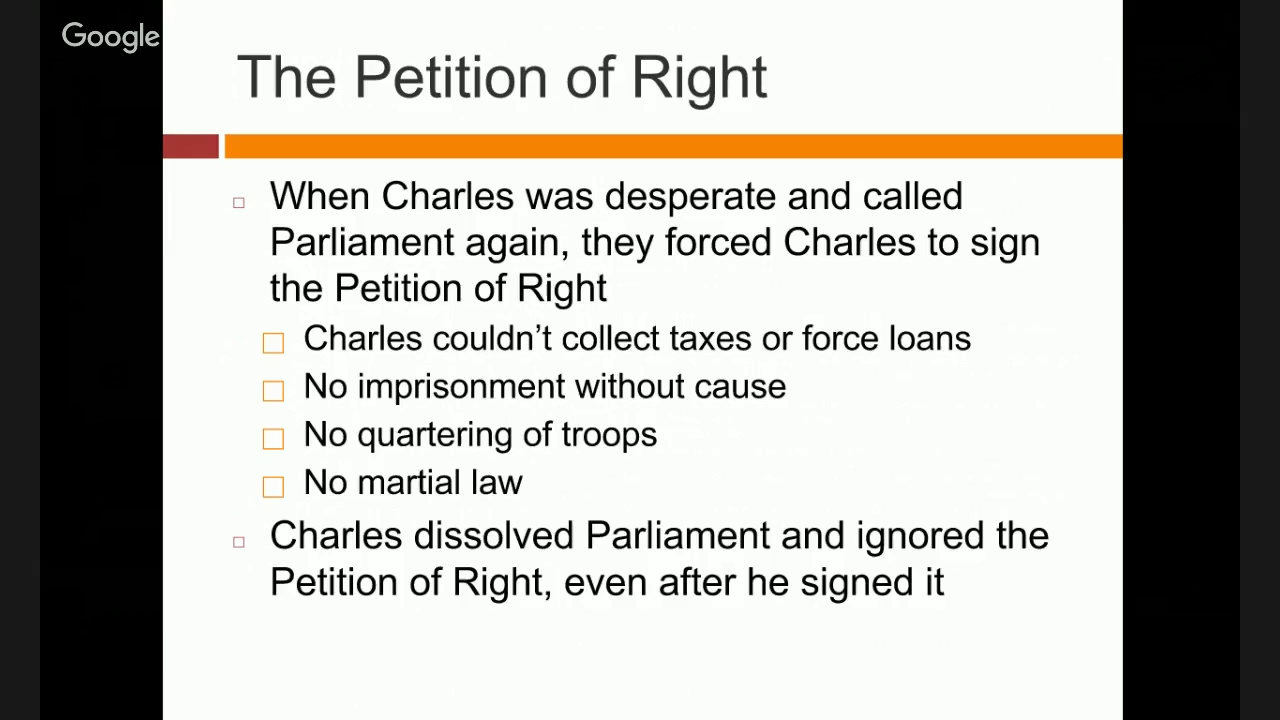 Google
The Petition of Right
When Charles was desperate and called
Parliament again, they forced Charles to sign
the Petition of Right
Charles couldn’t collect taxes or force loans
No imprisonment without cause
No quartering of troops
No martial law
Charles dissolved Parliament and ignored the
Petition of Right, even after he signed it